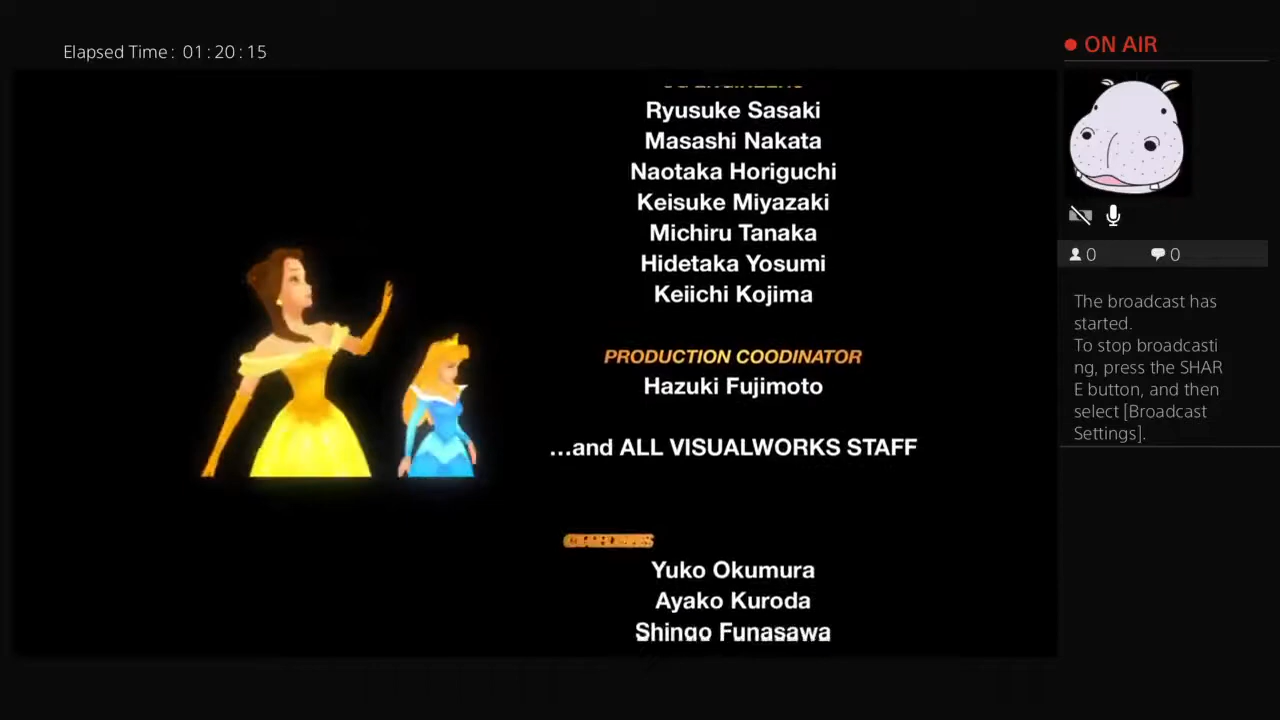 Elapsed Time: 01:20:15
ON AIR
Ryusuke Sasaki
Masashi Nakata
Naotaka Horiguchi
Keisuke Miyazaki
Michiru Tanaka
Hidetaka Yosumi
Keiichi Kojima
PRODUCTION COODINATOR
Hazuki Fujimoto
...and ALL VISUALWORKS STAFF
Yuko Okumura
Ayako Kuroda
Shingo Funasawa
0
0
The broadcast has
started.
To stop broadcasti
ng, press the SHAR
E button, and then
select [Broadcast
Settings].